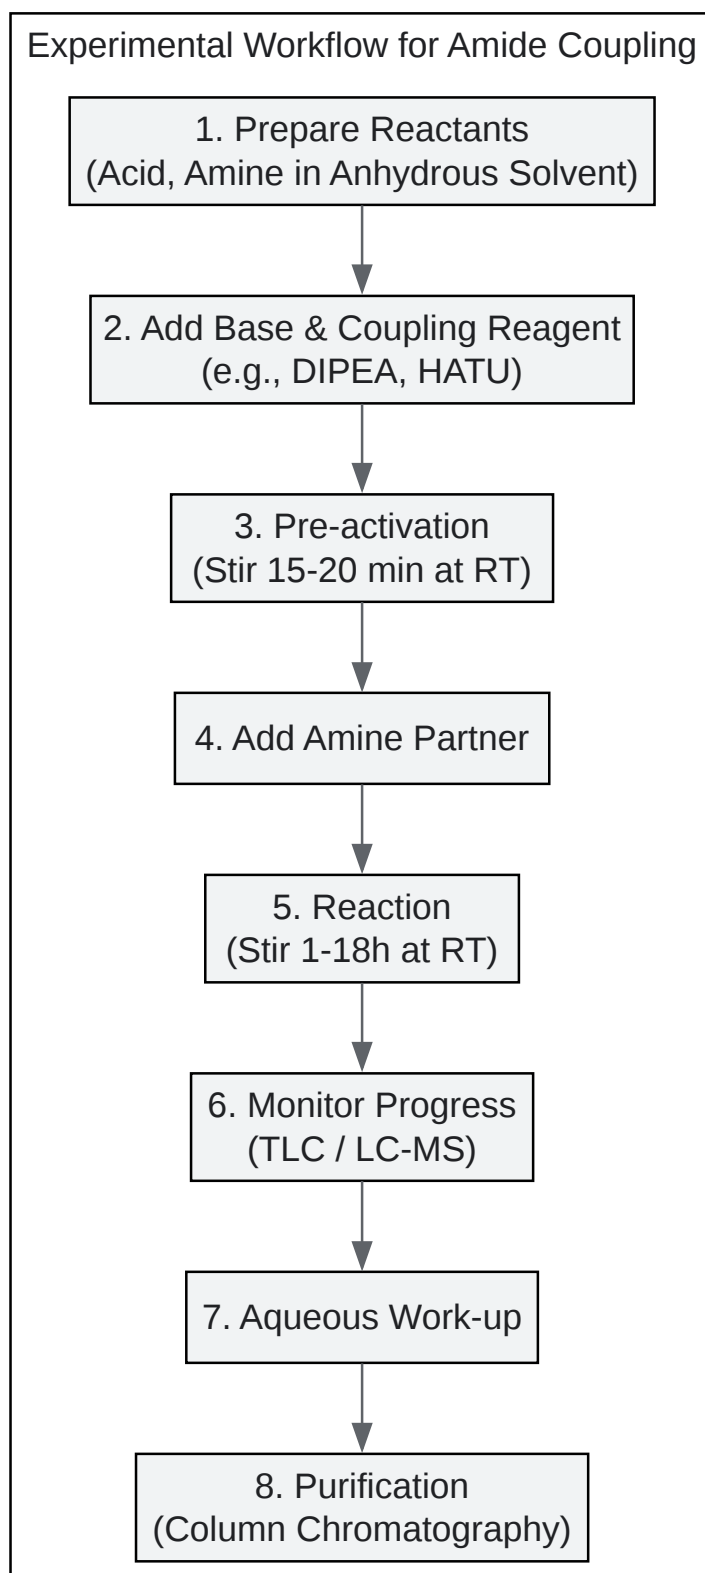 Experimental Workflow for Amide Coupling
1. Prepare Reactants
(Acid, Amine in Anhydrous Solvent)
2. Add Base & Coupling Reagent
(e.g., DIPEA, HATU)
3. Pre-activation
(Stir 15-20 min at RT)
4. Add Amine Partner
5. Reaction
(Stir 1-18h at RT)
6. Monitor Progress
(TLC / LC-MS)
7. Aqueous Work-up
8. Purification
(Column Chromatography)